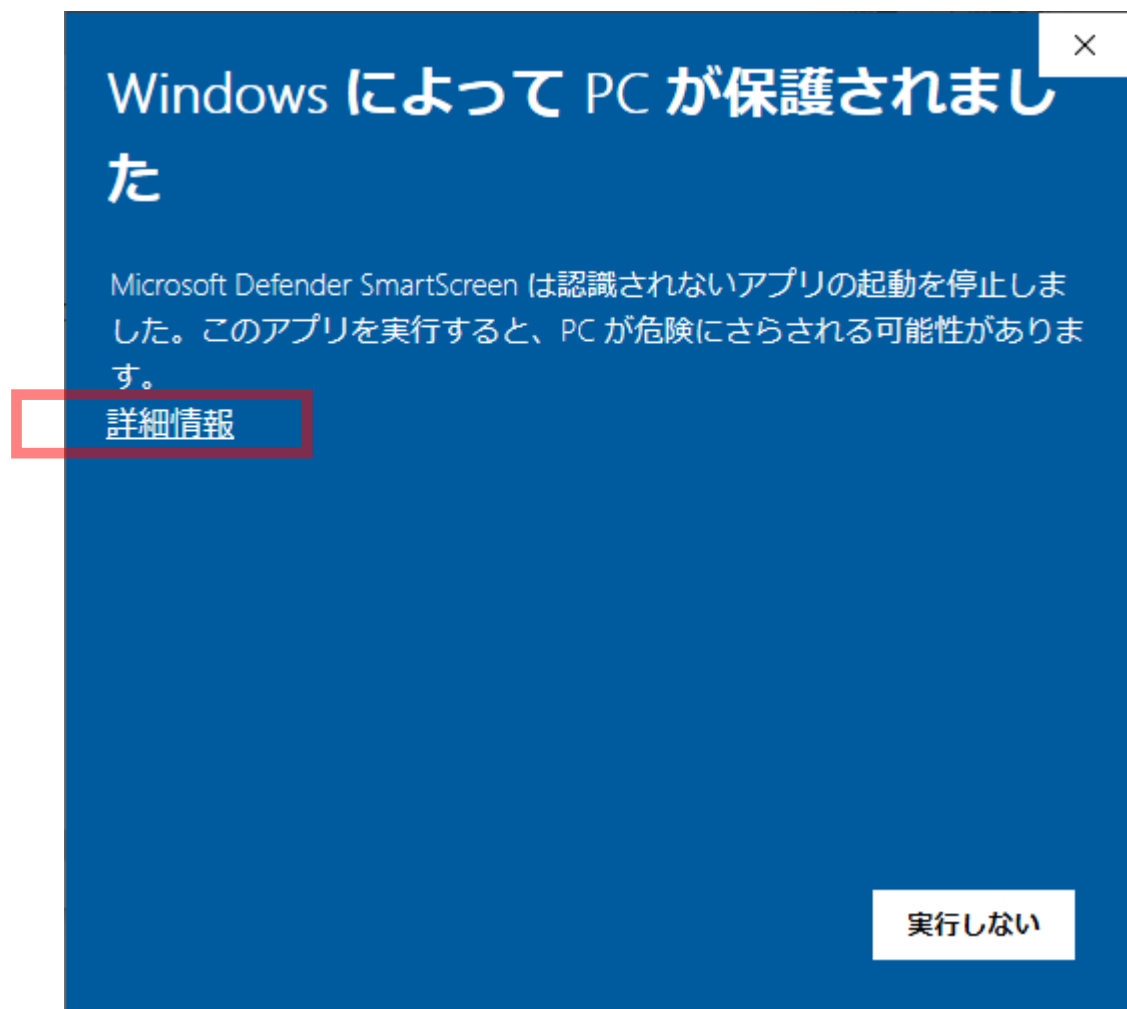 Windows によって PC が保護されまし
た
Microsoft Defender SmartScreen は認識されないアプリの起動を停止しま
した。このアプリを実行すると、PC が危険にさらされる可能性がありま
す。
詳細情報
実行しない